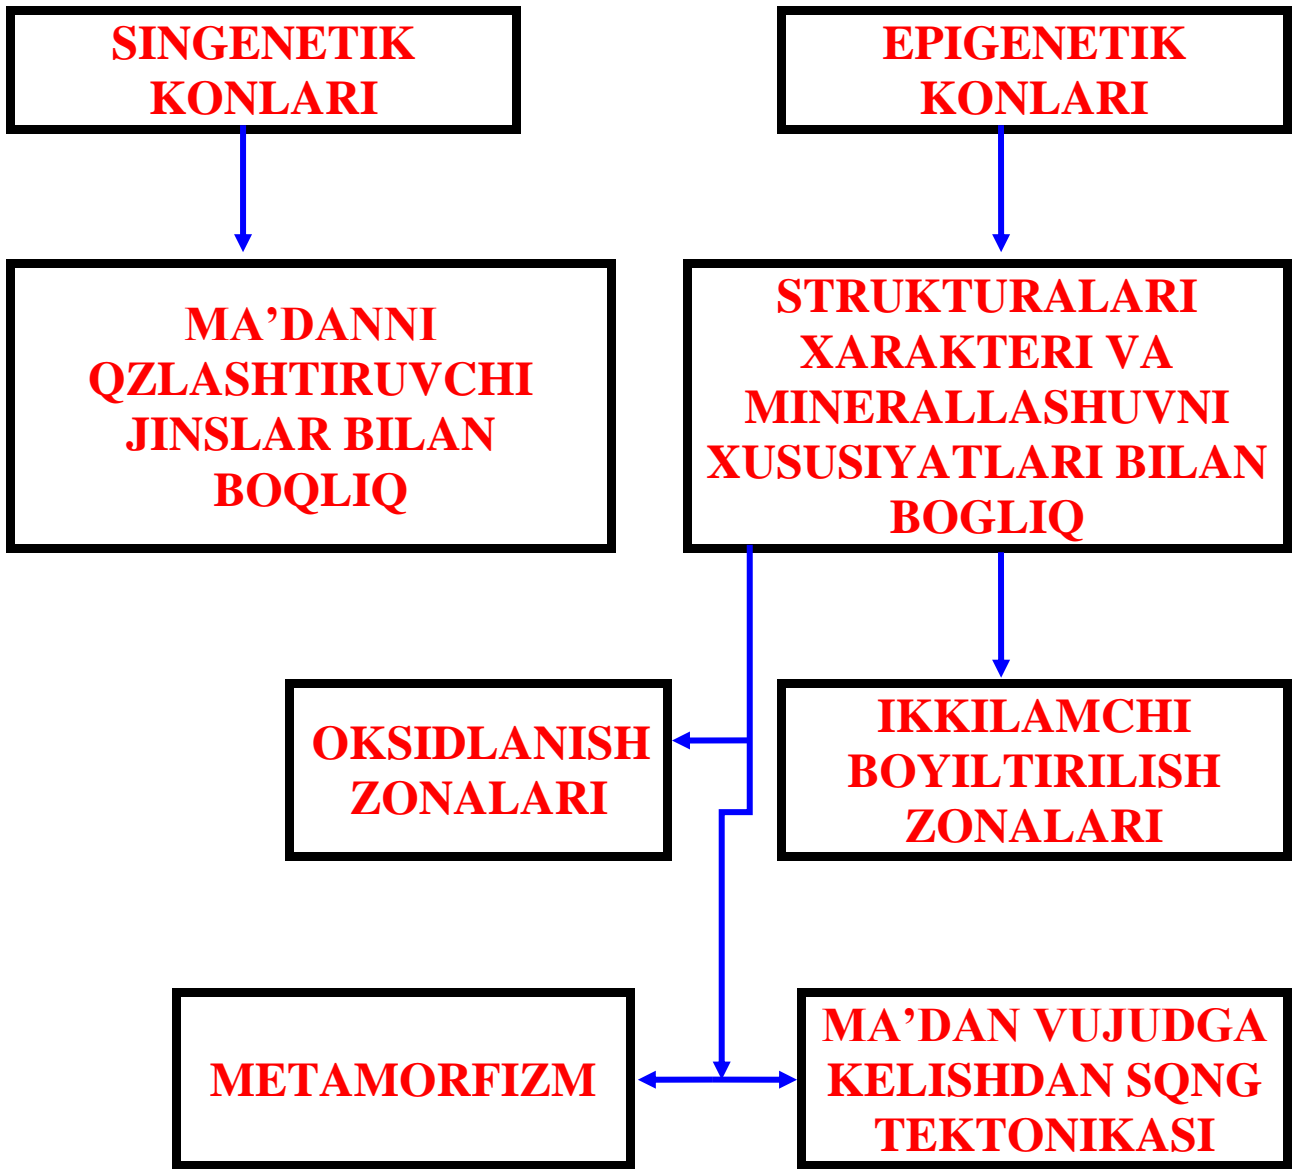 SINGENETIK
KONLARI
EPIGENETIK
KONLARI
MA’DANNI
QZLASHTIRUVCHI
JINSLAR BILAN
BOQLIQ
STRUKTURALARI
XARAKTERI VA
MINERALLASHUVNI
XUSUSIYATLARI BILAN
BOGLIQ
OKSIDLANISH
ZONALARI
IKKILAMCHI
BOYILTIRILISH
ZONALARI
METAMORFIZM
MA’DAN VUJUDGA
KELISHDAN SQNG
TEKTONIKASI